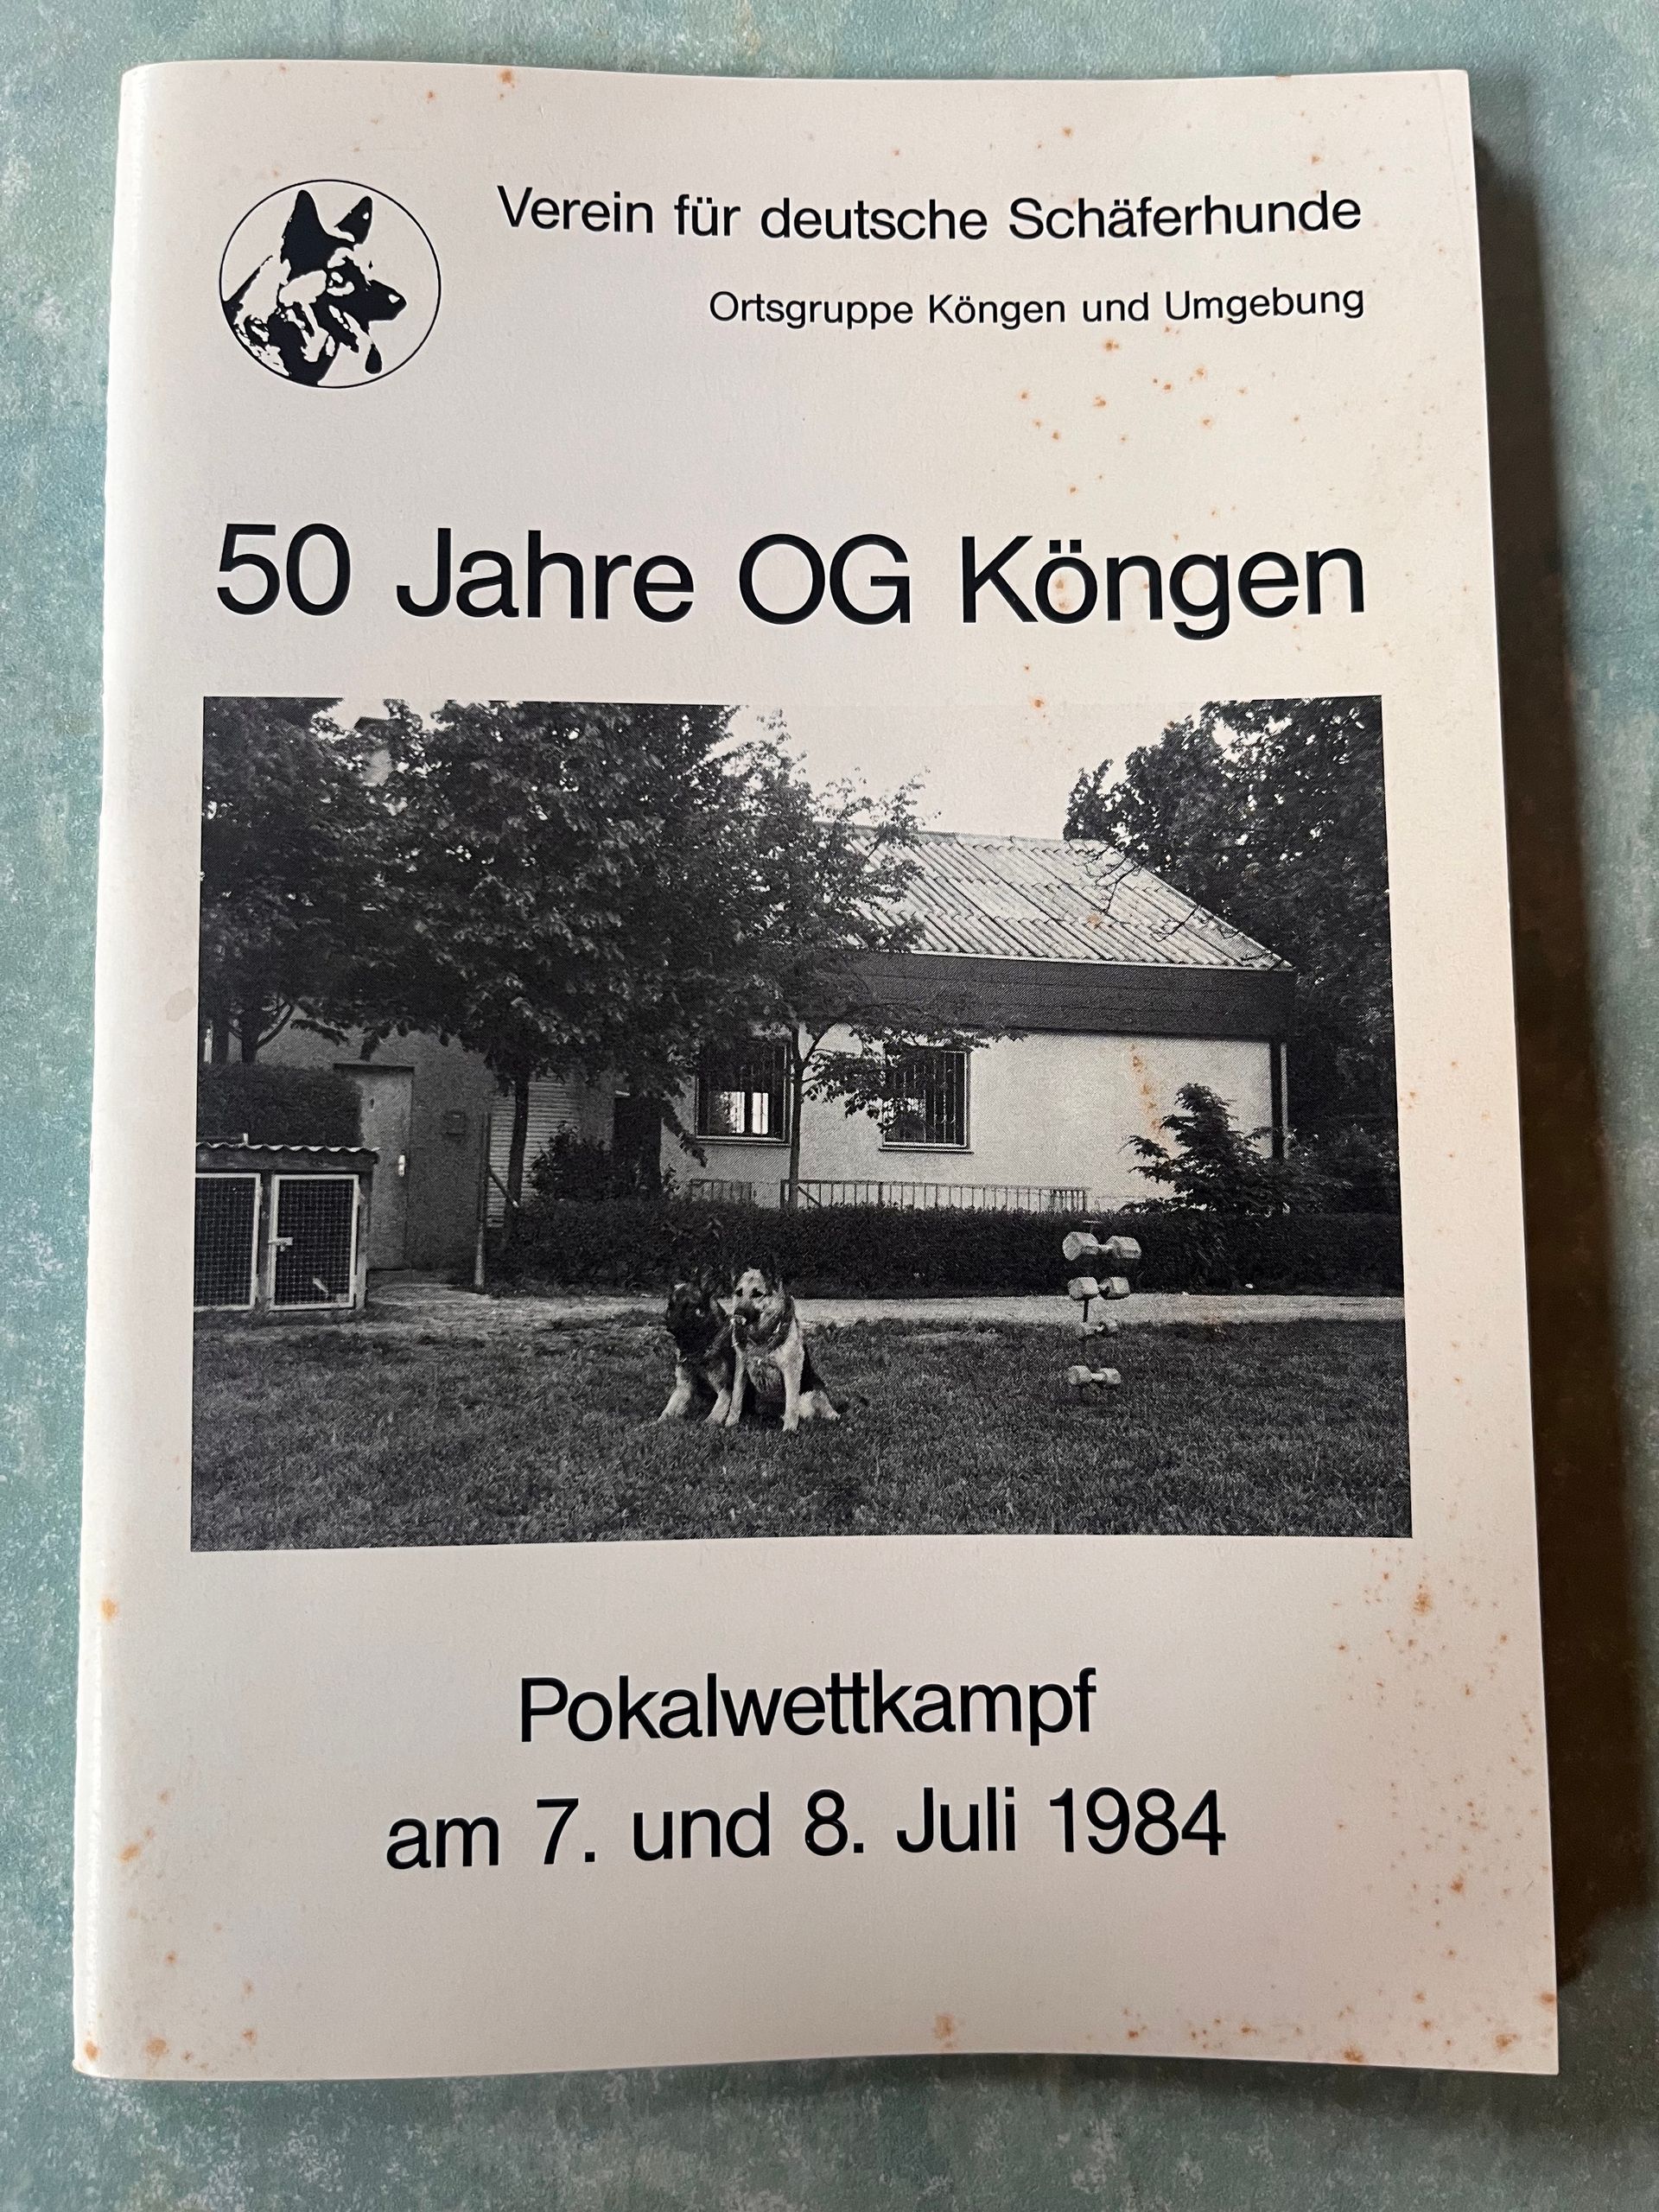 Verein für deutsche Schäferhunde
Ortsgruppe Köngen und Umgebung
50 Jahre OG Köngen
Pokalwettkampf
am 7. und 8. Juli 1984